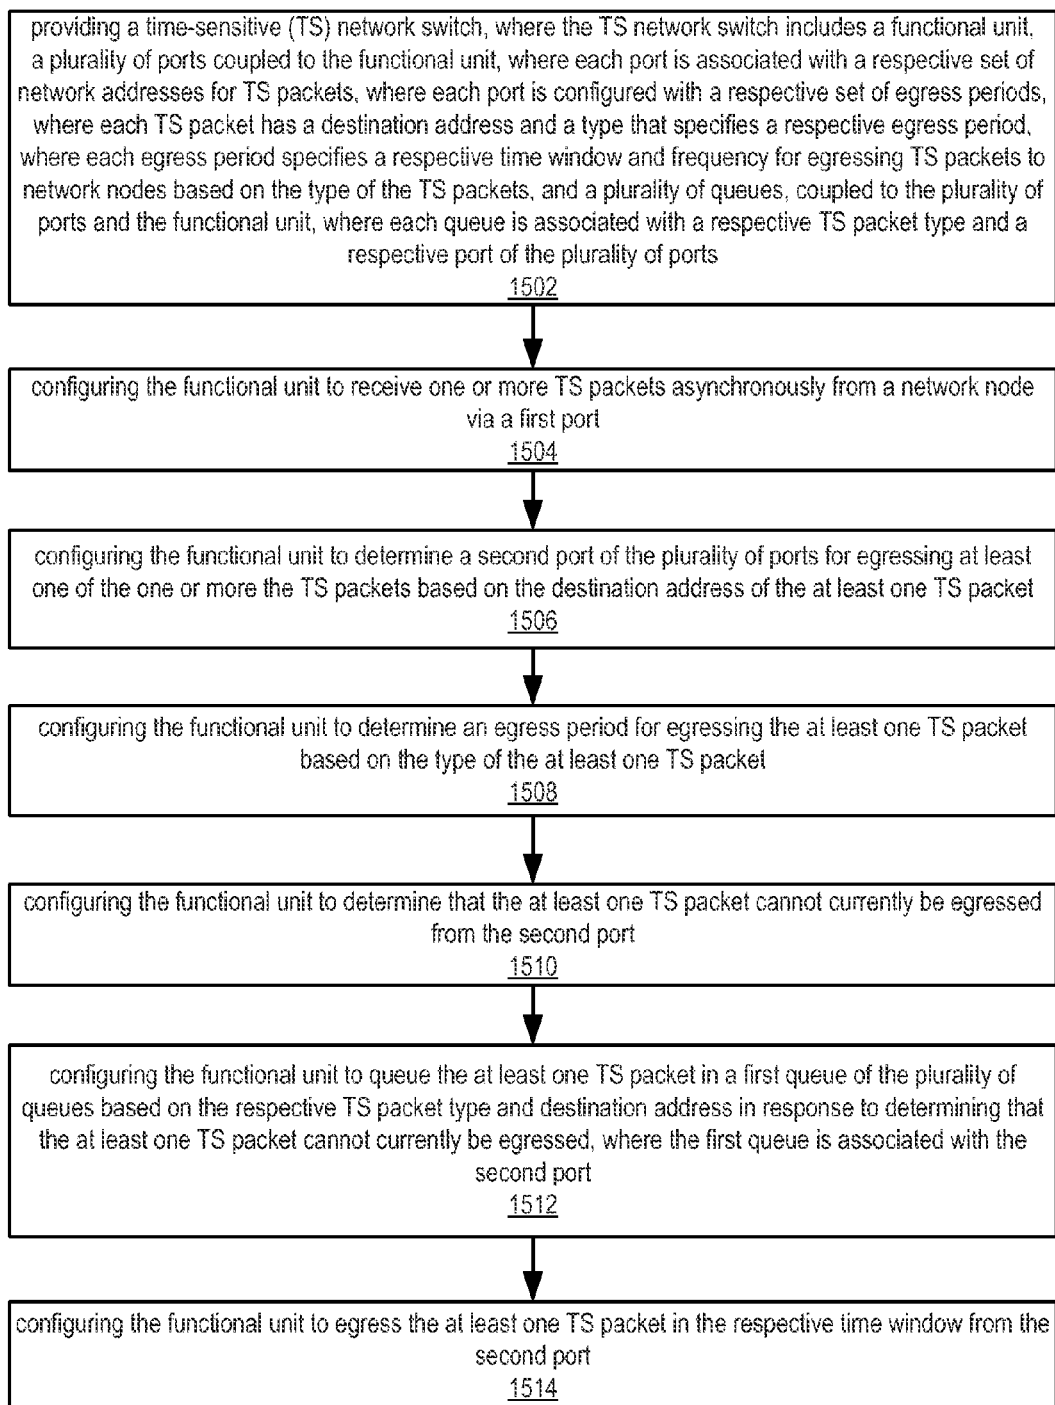 providing a time-sensitive (TS) network switch, where the TS network switch includes a functional unit,
a plurality of ports coupled to the functional unit, where each port is associated with a respective set of
network addresses for TS packets, where each port is configured with a respective set of egress periods,
where each TS packet has a destination address and a type that specifies a respective egress period,
where each egress period specifies a respective time window and frequency for egressing TS packets to
network nodes based on the type of the TS packets, and a plurality of queues, coupled to the plurality of
ports and the functional unit, where each queue is associated with a respective TS packet type and a
respective port of the plurality of ports
1502
configuring the functional unit to receive one or more TS packets asynchronously from a network node
via a first port
1504
configuring the functional unit to determine a second port of the plurality of ports for egressing at least
one of the one or more the TS packets based on the destination address of the at least one TS packet
1506
configuring the functional unit to determine an egress period for egressing the at least one TS packet
based on the type of the at least one TS packet
1508
configuring the functional unit to determine that the at least one TS packet cannot currently be egressed
from the second port
1510
configuring the functional unit to queue the at least one TS packet in a first queue of the plurality of
queues based on the respective TS packet type and destination address in response to determining that
the at least one TS packet cannot currently be egressed, where the first queue is associated with the
second port
1512
configuring the functional unit to egress the at least one TS packet in the respective time window from the
second port
1514